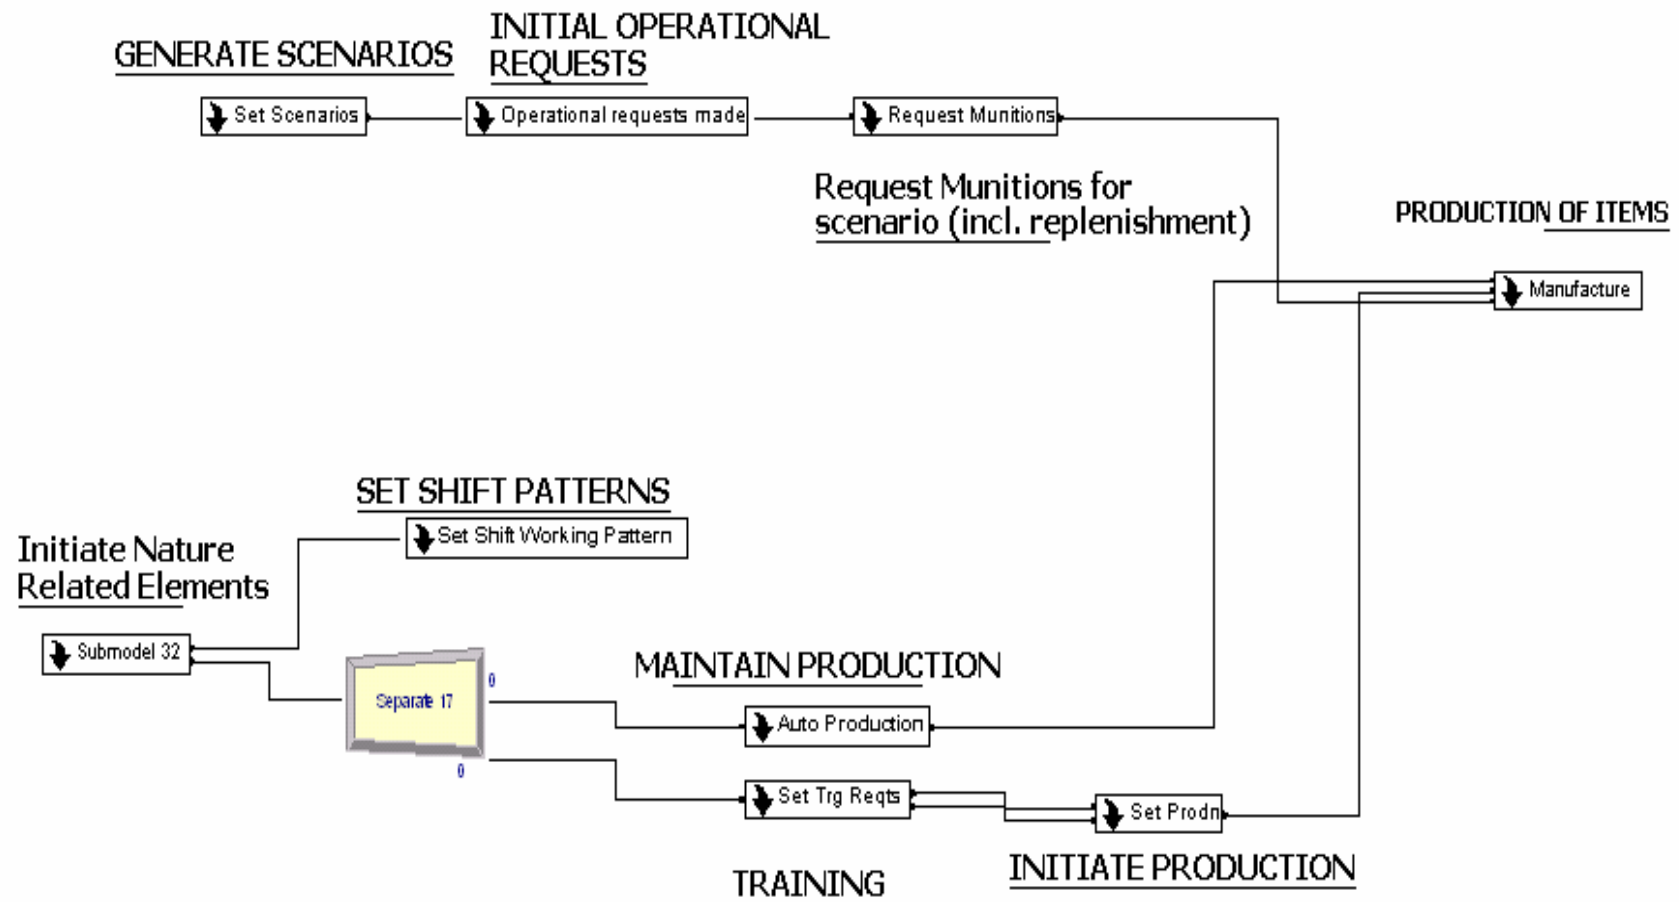 GENERATE SCENARIOS
INITIAL OPERATIONAL
REQUESTS
Set Scenarios
Operational requests made
Request Munitions
Request Munitions for
scenario (incl. replenishment)
PRODUCTION OF ITEMS
Manufacture
SET SHIFT PATTERNS
Set Shift Working Pattern
Initiate Nature
Related Elements
Submodel 32
Separate 17
0
0
MAINTAIN PRODUCTION
Auto Production
Set Trg Reqts
Set Prodn
INITIATE PRODUCTION
TRAINING